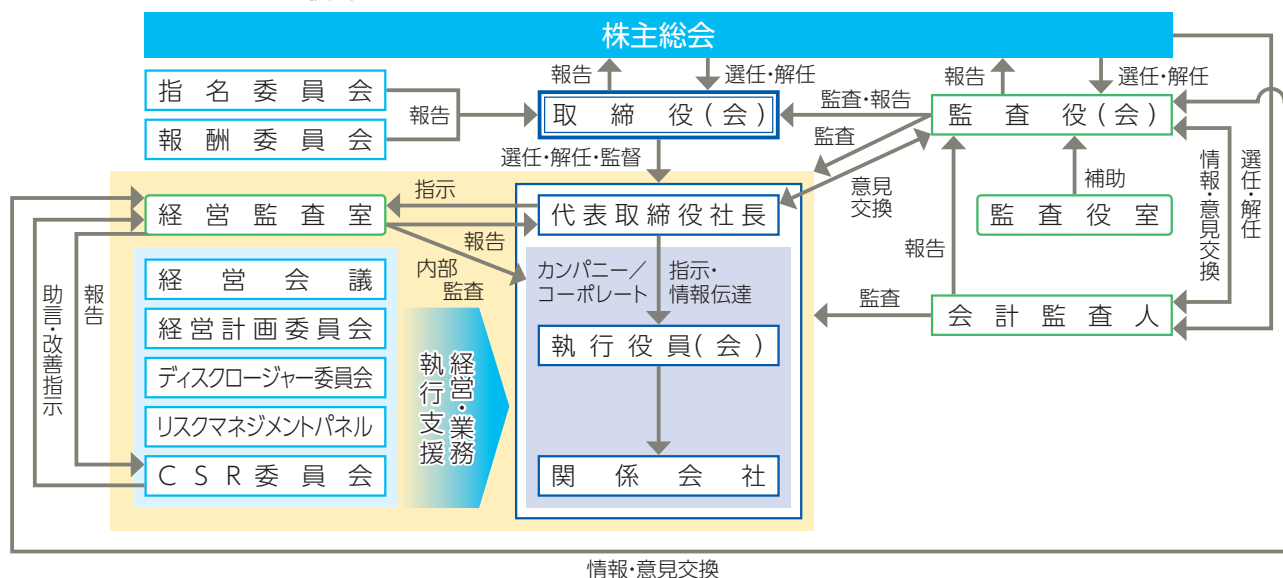 株主総会
報告
選任・解任
報告
選任・解任
指名委員会
報酬委員会
報告
取締役(会)
監査・報告
監査役(会)
監査
選任・解任・監督
意見
交換
補助
情報・意見交換
選任・解任
指示
経営監査室
代表取締役社長
監査役室
報告
内部
監査
カンパニー／
コーポレート
指示・
情報伝達
報告
助言・改善指示
報告
経営会議
経営計画委員会
ディスクロージャー委員会
リスクマネジメントパネル
CSR委員会
経営・業務
執行支援
執行役員(会)
関係会社
監査
会計監査人
情報・意見交換